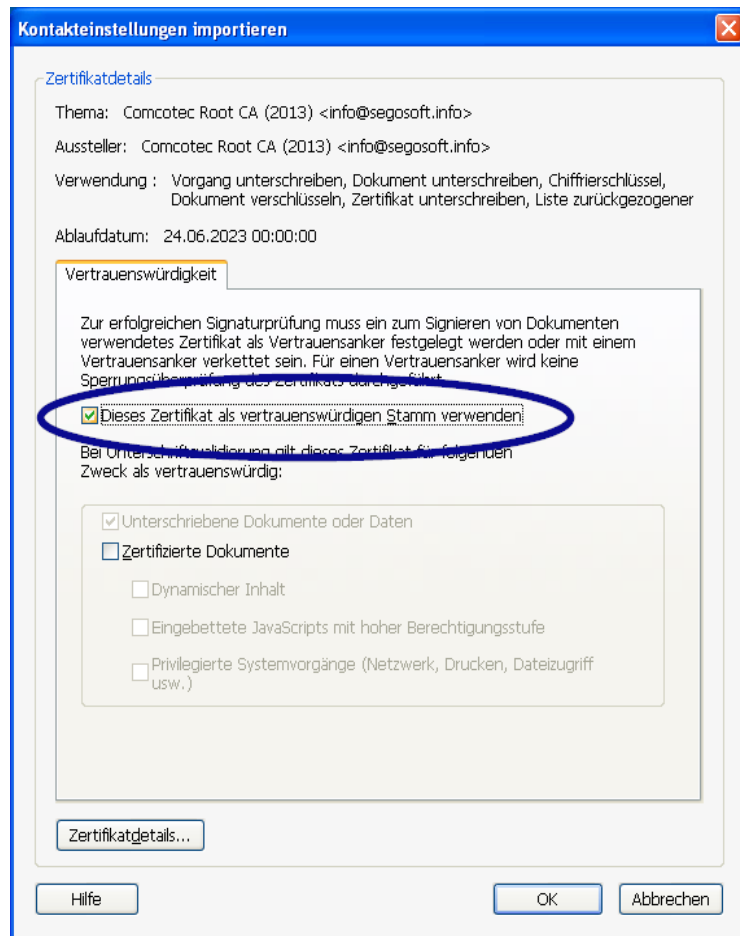 Kontakteinstellungen importieren
Zertifikatdetails
Thema: Comcotec Root CA (2013) <info@segosoft.info>
Aussteller: Comcotec Root CA (2013) <info@segosoft.info>
Verwendung : Vorgang unterschreiben, Dokument unterschreiben, Chiffrierschlüssel,
Dokument verschlüsseln, Zertifikat unterschreiben, Liste zurückgezogener
Ablaufdatum: 24.06.2023 00:00:00
Vertrauenswürdigkeit
Zur erfolgreichen Signaturprüfung muss ein zum Signieren von Dokumenten
verwendetes Zertifikat als Vertrauensanker festgelegt werden oder mit einem
Vertrauensanker verkettet sein. Für einen Vertrauensanker wird keine
Sperrungsüberprüfung des Zertifikats durchgeführt.
Dieses Zertifikat als vertrauenswürdigen Stamm verwenden
Bei Unterschriftsvalidierung gilt dieses Zertifikat für folgenden
Zweck als vertrauenswürdig:
Unterschriebene Dokumente oder Daten
Zertifizierte Dokumente
Dynamischer Inhalt
Eingebettete JavaScripts mit hoher Berechtigungsstufe
Privilegierte Systemvorgänge (Netzwerk, Drucken, Dateizugriff
usw.)
Zertifikatdetails...
Hilfe
OK
Abbrechen